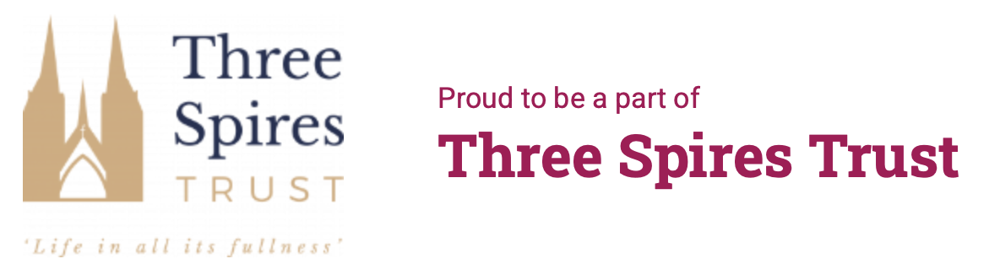 Three
Spires
TRUST
'Life in all its fullness'
Proud to be a part of
Three Spires Trust